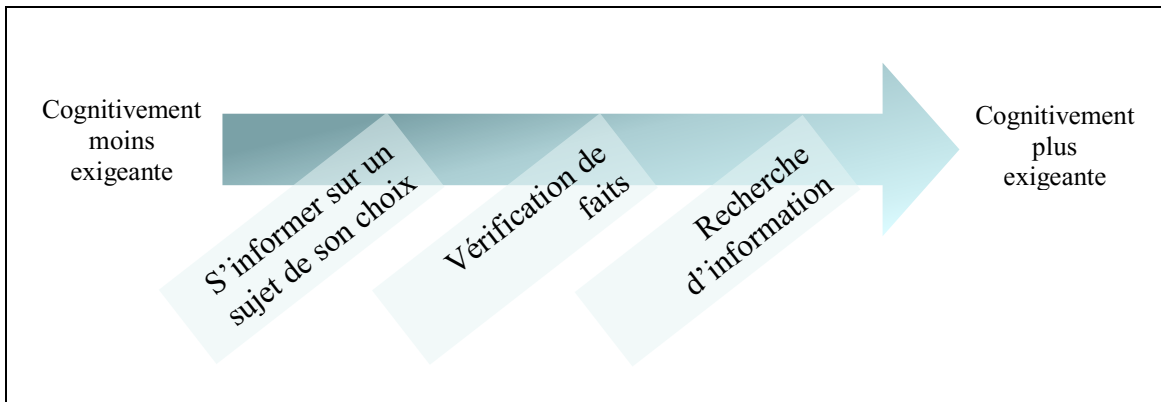 Cognitivement
moins
exigeante
S’informer sur un
sujet de son choix
Vérification de
faits
Recherche
d’information
Cognitivement
plus
exigeante